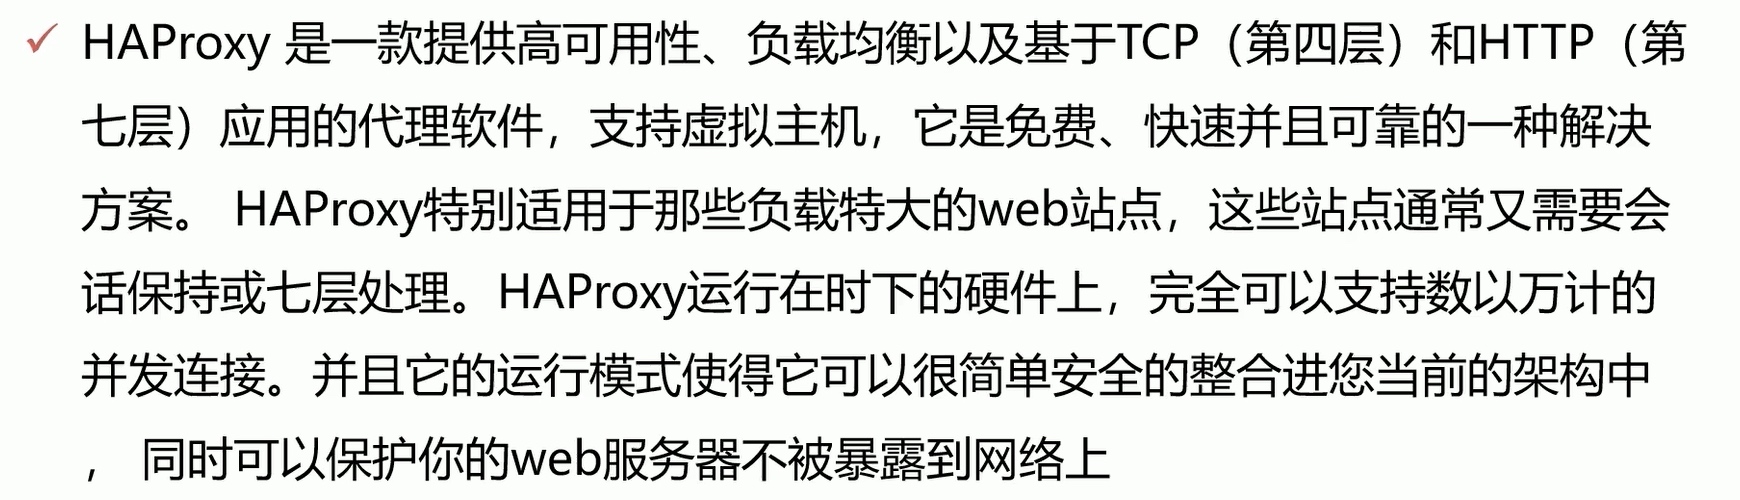 ✓ HAProxy 是一款提供高可用性、负载均衡以及基于TCP（第四层）和HTTP（第
七层）应用的代理软件，支持虚拟主机，它是免费、快速并且可靠的一种解决
方案。 HAProxy特别适用于那些负载特大的web站点，这些站点通常又需要会
话保持或七层处理。HAProxy运行在时下的硬件上，完全可以支持数以万计的
并发连接。并且它的运行模式使得它可以很简单安全的整合进您当前的架构中
， 同时可以保护你的web服务器不被暴露到网络上